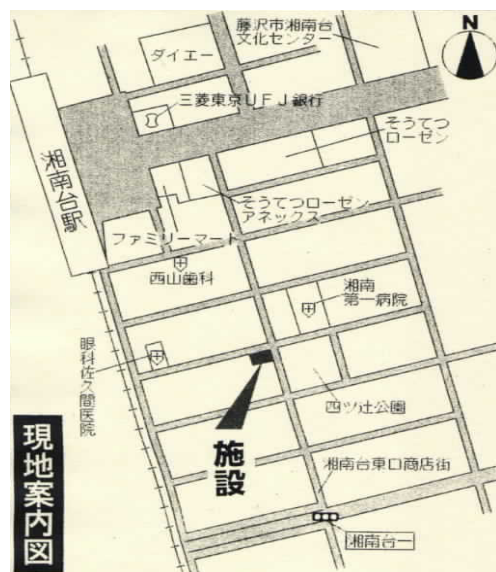 藤沢市湘南台
文化センター
N
ダイエー
三菱東京UFJ銀行
そうてつ
ローゼン
湘南台駅
そうてつローゼン
アネックス
ファミリーマート
西山歯科
湘南
第一病院
眼科佐久間医院
四ツ辻公園
施設
湘南台東口商店街
現地案内図
湘南台一